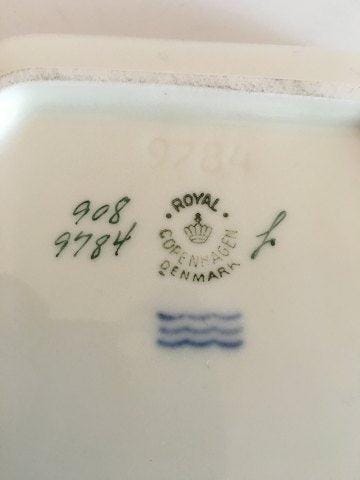 9784
908
9784
· ROYAL ·
COPENHAGEN
DENMARK